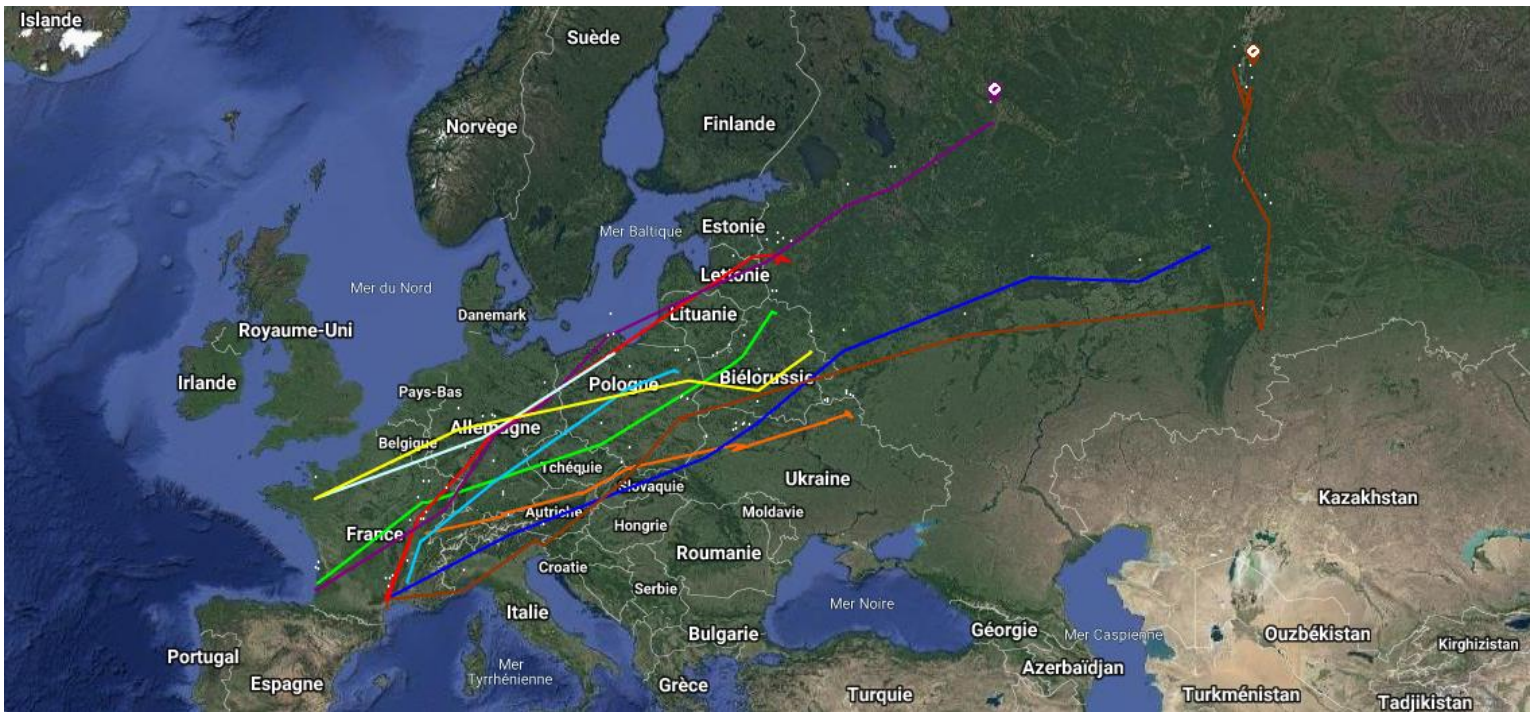 Islande
Suède
Norvège
Finlande
Estonie
Mer Baltique
Lettonie
Mer du Nord
Danemark
Lituanie
Royaume-Uni
Irlande
Pays-Bas
Pologne
Biélorussie
Allemagne
Belgique
Tchéquie
Ukraine
Slovaquie
Kazakhstan
France
Autriche
Moldavie
Hongrie
Roumanie
Croatie
Serbie
Italie
Mer Noire
Bulgarie
Géorgie
Mer Caspienne
Ouzbékistan
Kirghizistan
Portugal
Mer
Tyrrhénienne
Azerbaïdjan
Espagne
Grèce
Turquie
Turkménistan
Tadjikistan